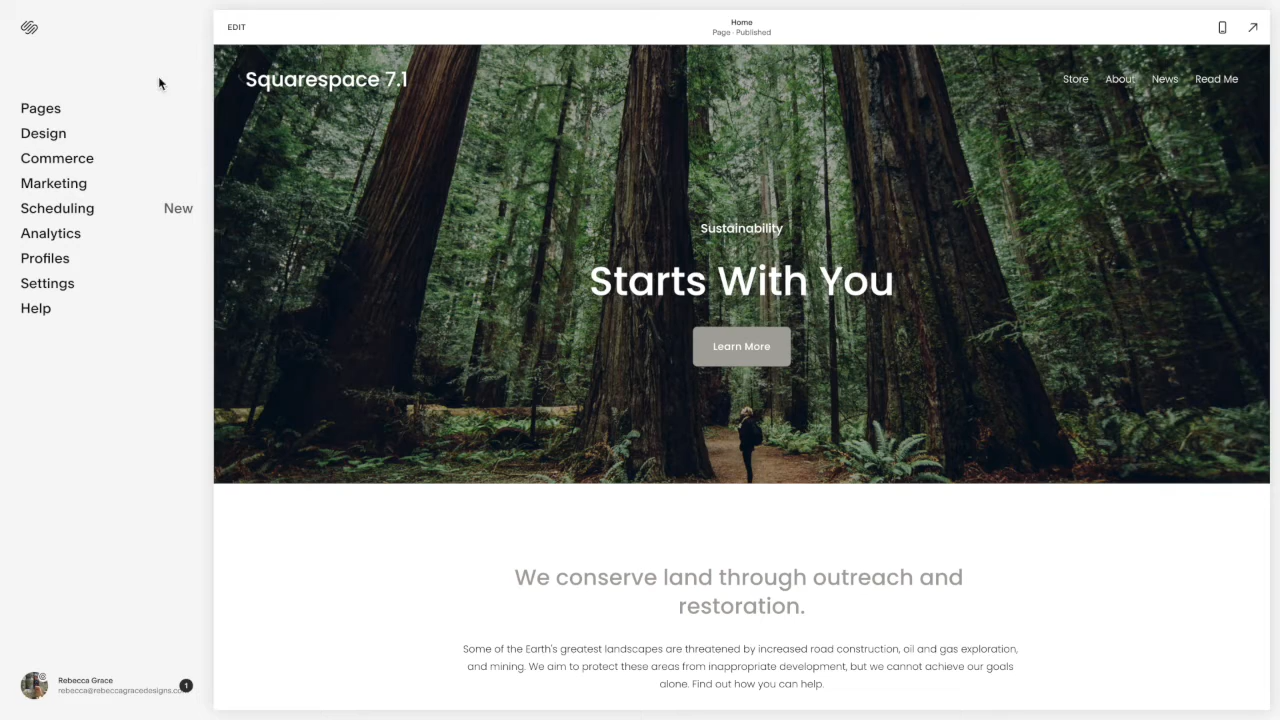 EDIT
Home
Page · Published
Squarespace 7.1
Store About News Read Me
Pages
Design
Commerce
Marketing
Scheduling New
Analytics
Profiles
Settings
Help
Sustainability
Starts With You
Learn More
We conserve land through outreach and
restoration.
Some of the Earth's greatest landscapes are threatened by increased road construction, oil and gas exploration,
and mining. We aim to protect these areas from inappropriate development, but we cannot achieve our goals
alone. Find out how you can help.
Rebecca Grace
rebecca@rebeccagracedesigns.co
1